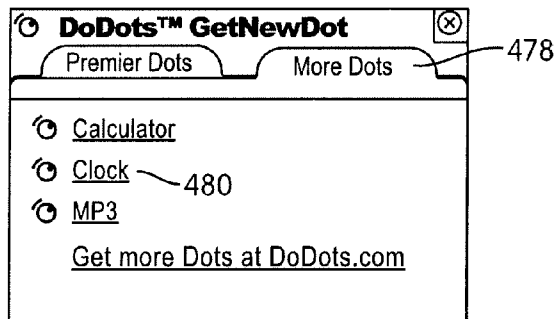 DoDots™ GetNewDot
Premier Dots
More Dots
478
Calculator
Clock
480
MP3
Get more Dots at DoDots.com